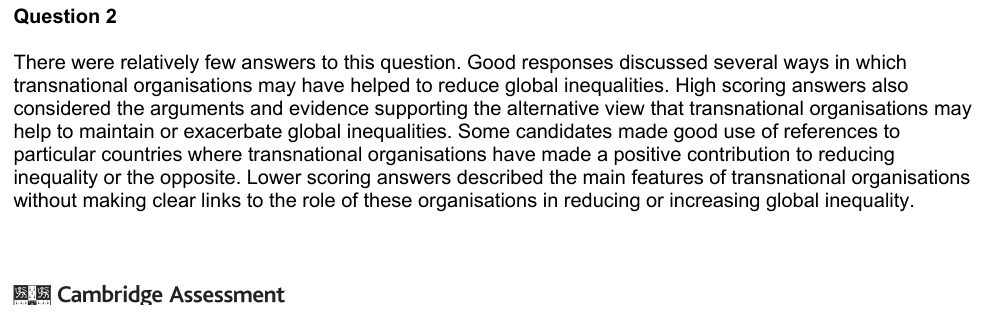 Question 2
There were relatively few answers to this question. Good responses discussed several ways in which
transnational organisations may have helped to reduce global inequalities. High scoring answers also
considered the arguments and evidence supporting the alternative view that transnational organisations may
help to maintain or exacerbate global inequalities. Some candidates made good use of references to
particular countries where transnational organisations have made a positive contribution to reducing
inequality or the opposite. Lower scoring answers described the main features of transnational organisations
without making clear links to the role of these organisations in reducing or increasing global inequality.
Cambridge Assessment